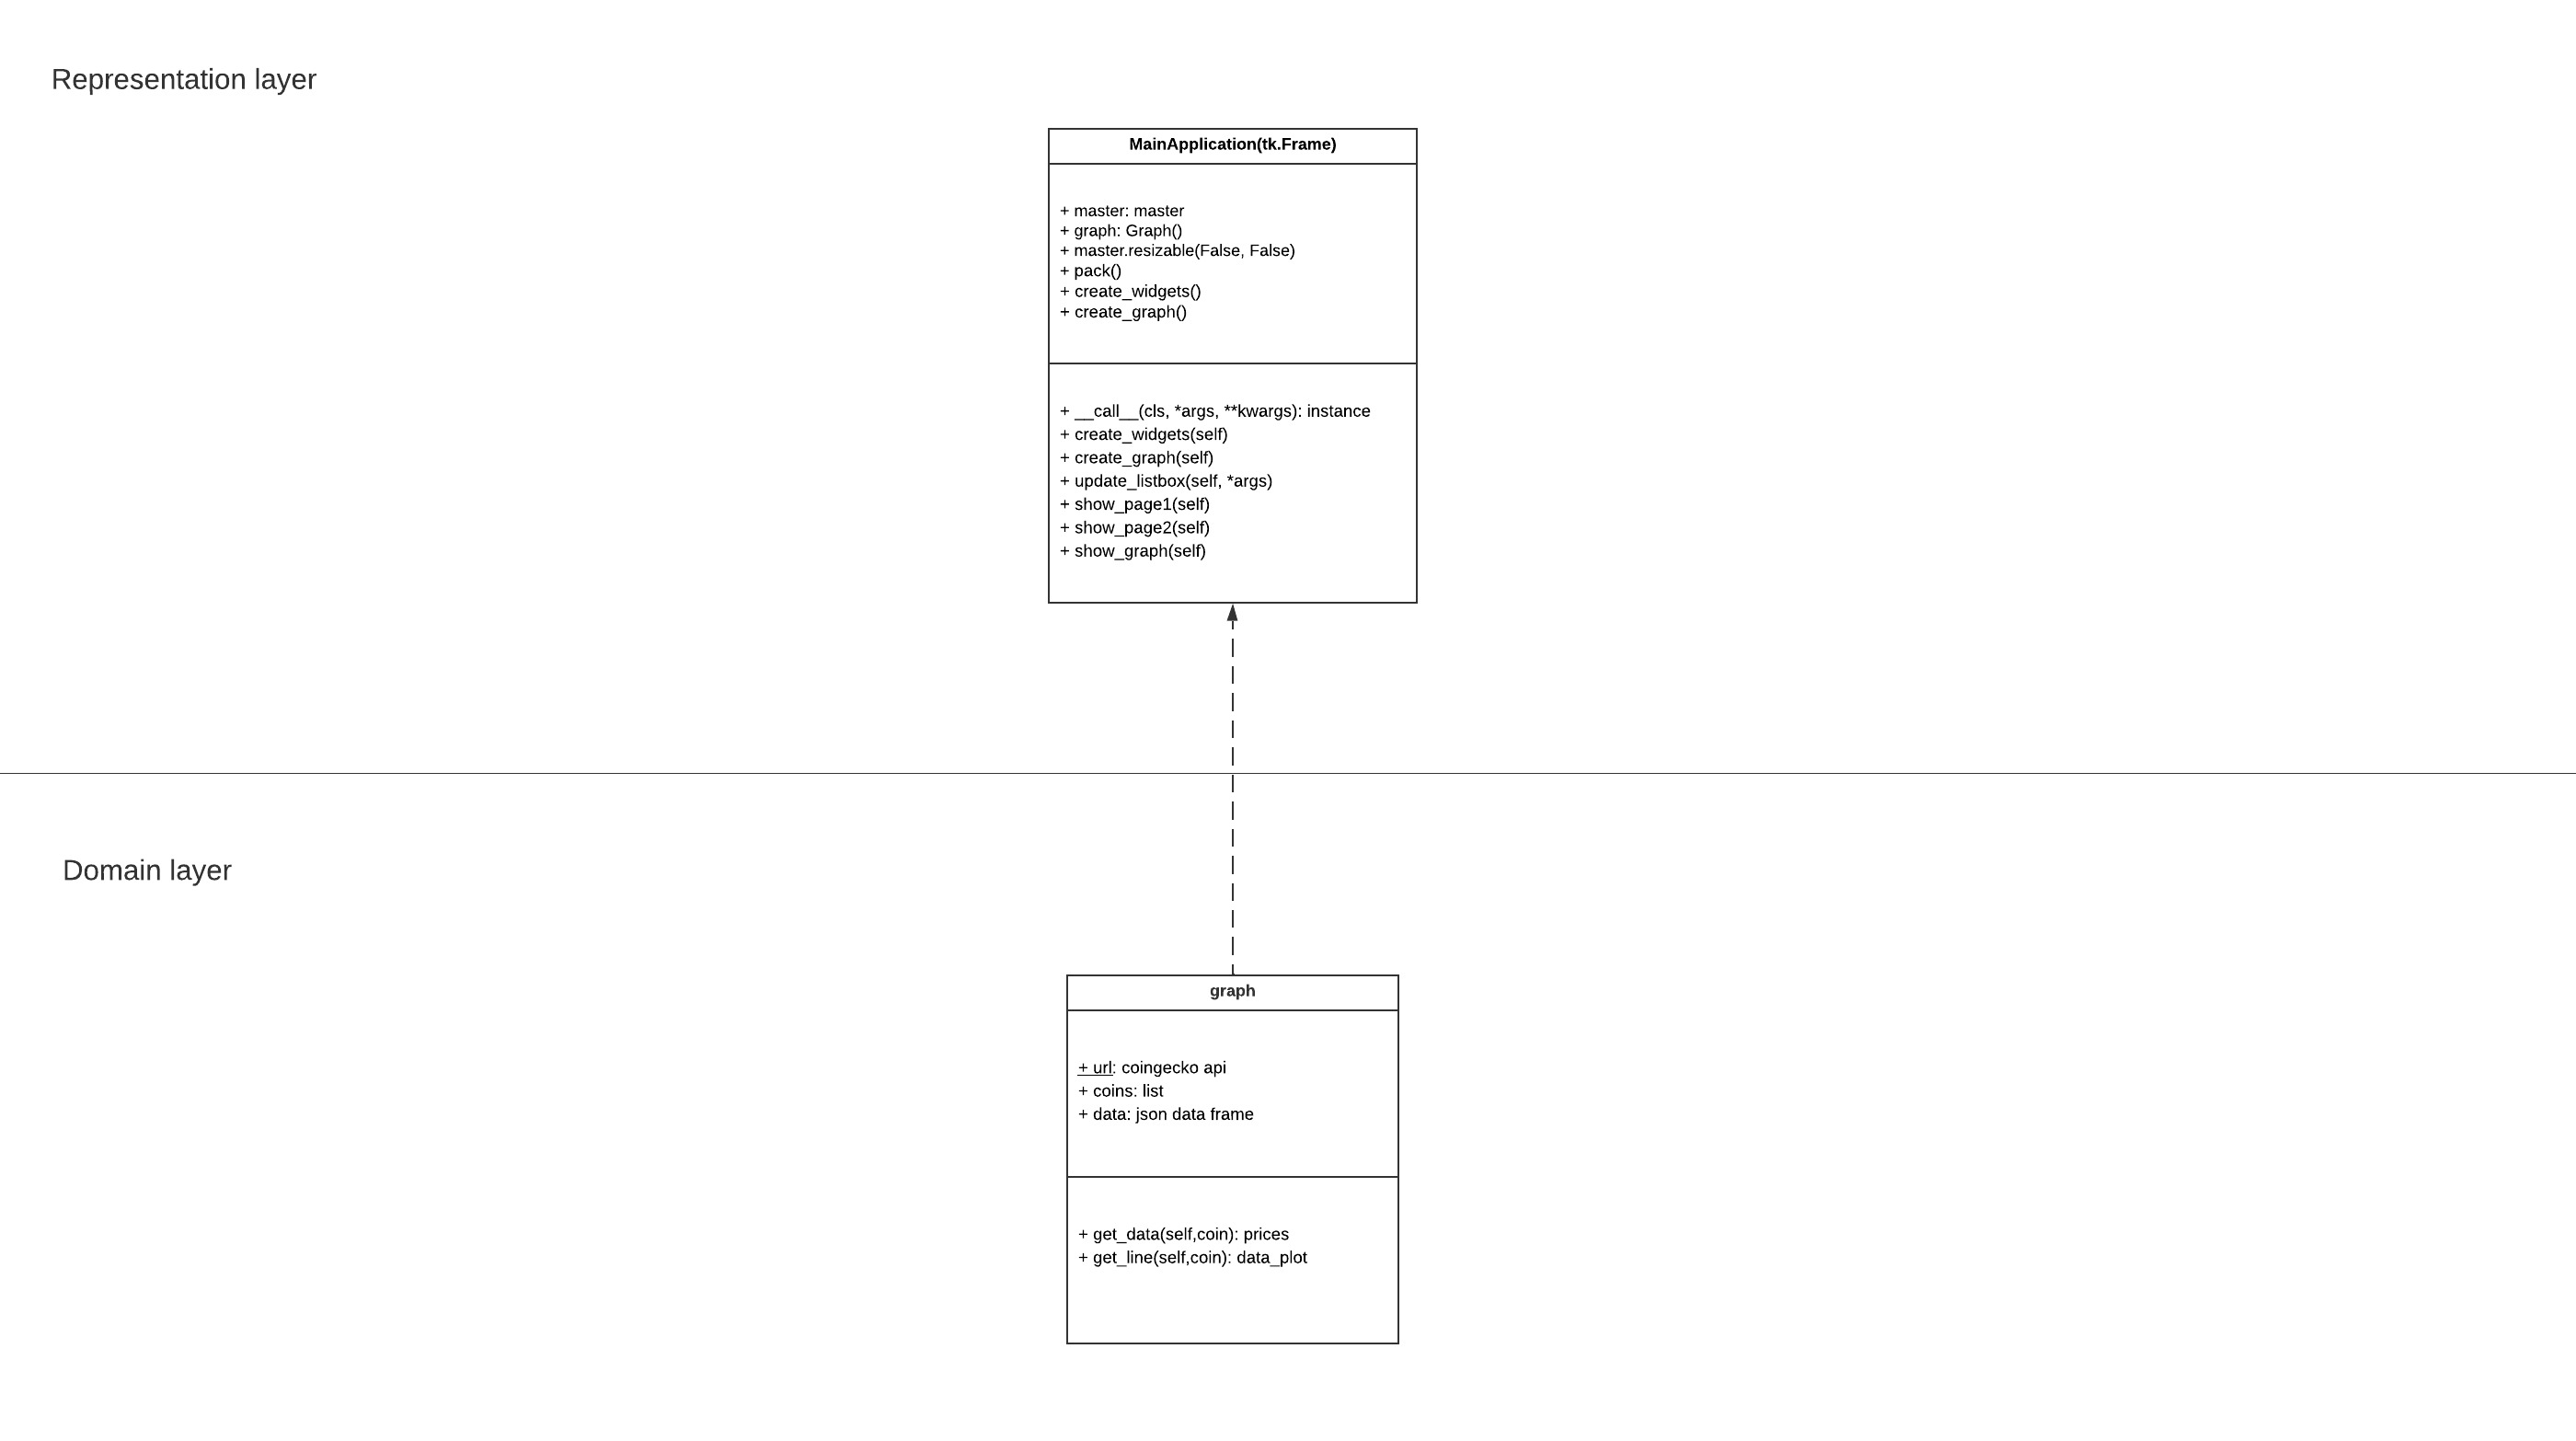 Representation layer
MainApplication(tk.Frame)
+ master: master
+ graph: Graph()
+ master.resizable(False, False)
+ pack()
+ create_widgets()
+ create_graph()
+ __call__(cls, *args, **kwargs): instance
+ create_widgets(self)
+ create_graph(self)
+ update_listbox(self, *args)
+ show_page1(self)
+ show_page2(self)
+ show_graph(self)
Domain layer
graph
+ url: coingecko api
+ coins: list
+ data: json data frame
+ get_data(self,coin): prices
+ get_line(self,coin): data_plot